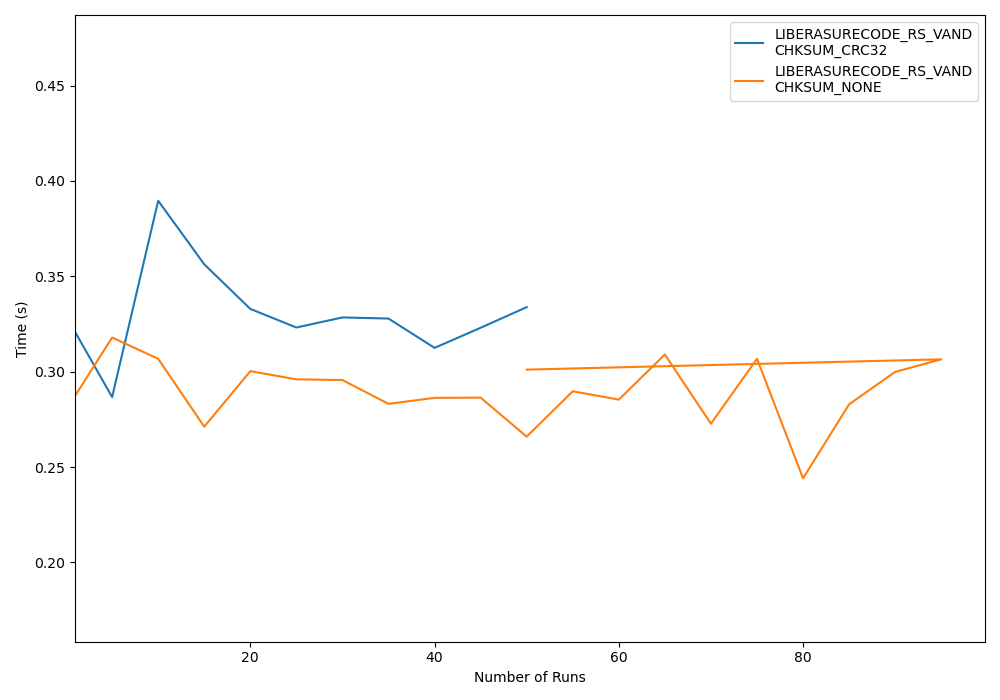 LIBERASURECODE_RS_VAND
CHKSUM_CRC32
LIBERASURECODE_RS_VAND
CHKSUM_NONE
0.45
0.40
0.35
0.30
0.25
0.20
Time (s)
20
40
60
80
Number of Runs